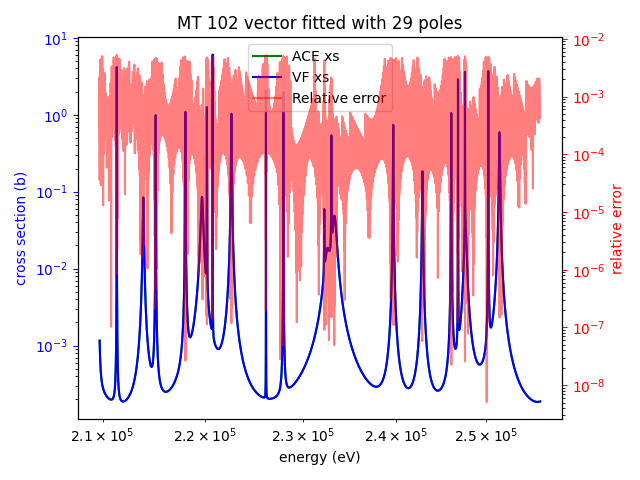 MT 102 vector fitted with 29 poles
ACE xs
VF xs
Relative error
cross section (b)
10¹
10⁰
10⁻¹
10⁻²
10⁻³
relative error
10⁻²
10⁻³
10⁻⁴
10⁻⁵
10⁻⁶
10⁻⁷
10⁻⁸
2.1 × 10⁵ 2.2 × 10⁵ 2.3 × 10⁵ 2.4 × 10⁵ 2.5 × 10⁵
energy (eV)